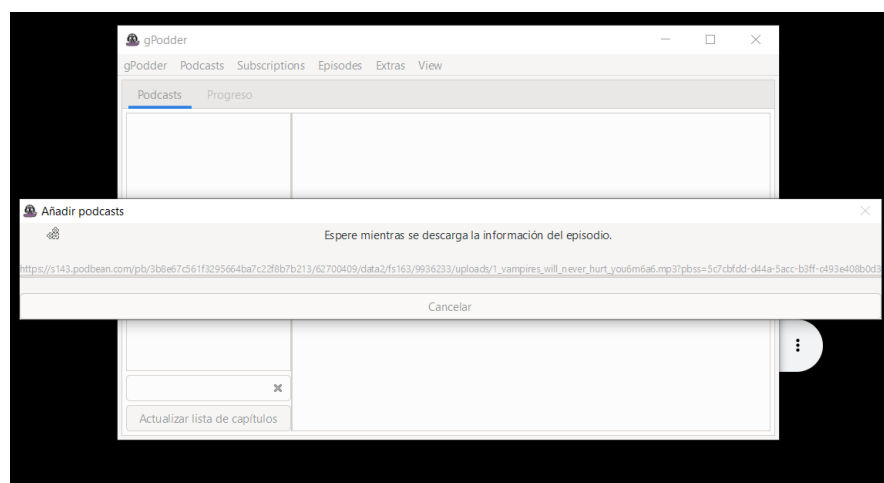 gPodder
gPodder Podcasts Subscriptions Episodes Extras View
Podcasts Progreso
Añadir podcasts
Espere mientras se descarga la información del episodio.
https://s143.podbean.com/pb/3b8e67c561f3295664ba7c22f8b7b213/62700409/data2/fs163/9936233/uploads/1_vampires_will_never_hurt_you6m6a6.mp3?pbss=5c7cbfdd-d44a-5acc-b3ff-c493e408b0d3
Cancelar
Actualizar lista de capítulos